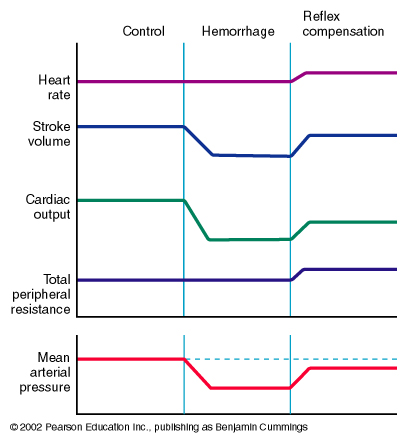 Control
Hemorrhage
Reflex
compensation
Heart
rate
Stroke
volume
Cardiac
output
Total
peripheral
resistance
Mean
arterial
pressure
© 2002 Pearson Education Inc., publishing as Benjamin Cummings